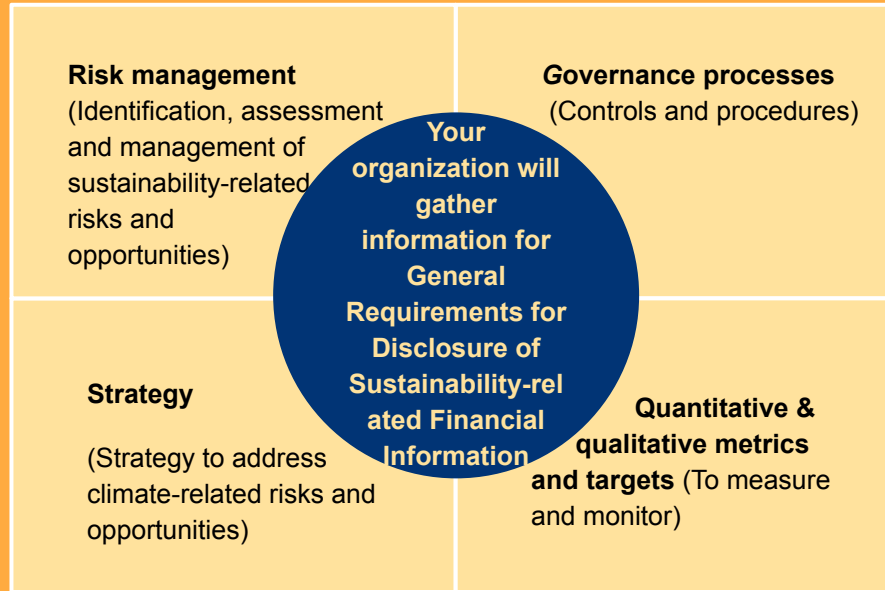 Risk management
(Identification, assessment
and management of
sustainability-related
risks and
opportunities)
Governance processes
(Controls and procedures)
Your
organization will
gather
information for
General
Requirements for
Disclosure of
Sustainability-rel
ated Financial
Information
Strategy
(Strategy to address
climate-related risks and
opportunities)
Quantitative &
qualitative metrics
and targets (To measure
and monitor)